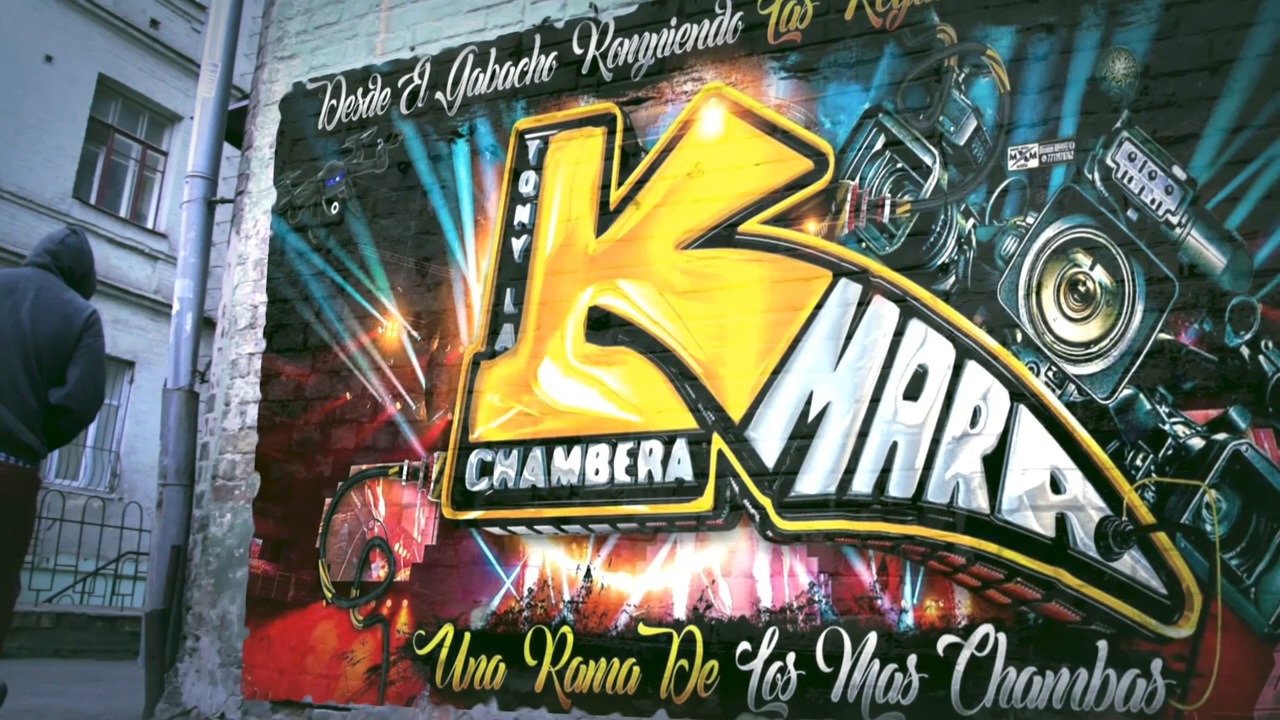 Desde El Gabacho Rompiendo Las
TONY LA
K MARA
CHAMBERA
Una Rama De Los Mas Chambas